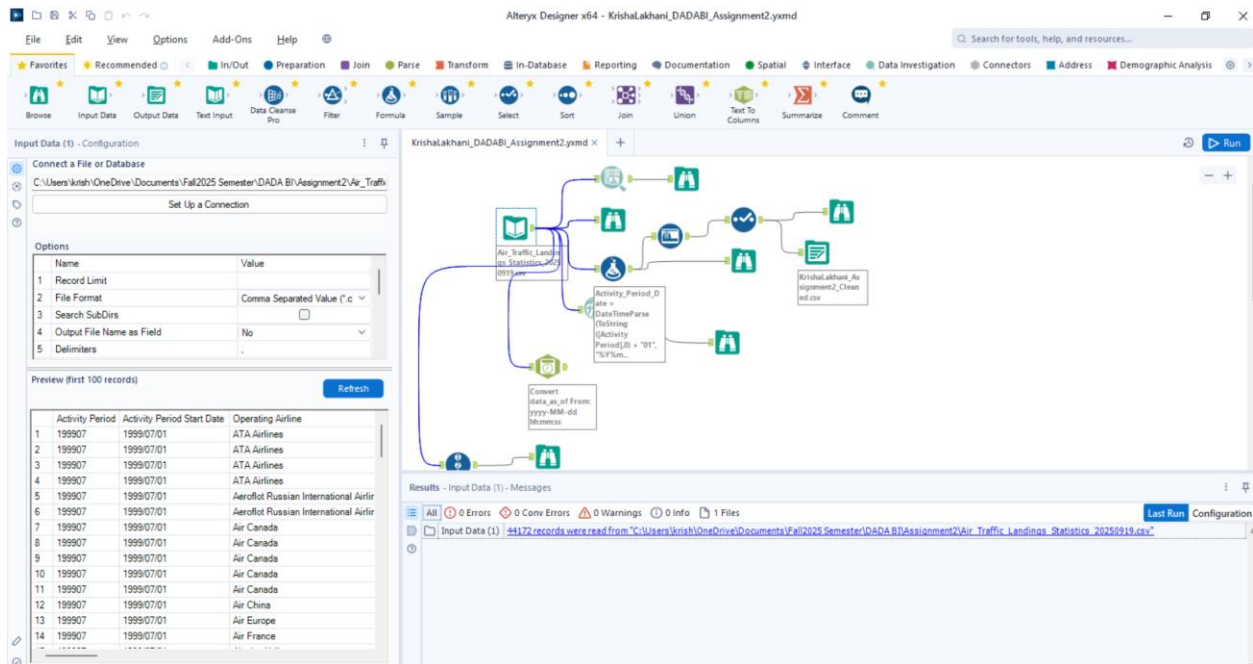 Alteryx Designer x64 - KrishaLakhani_DADABI_Assignment2.yxmd
File Edit View Options Add-Ons Help
Search for tools, help, and resources...
Favorites Recommended In/Out Preparation Join Parse Transform In-Database Reporting Documentation Spatial Interface Data Investigation Connectors Address Demographic Analysis
Browse Input Data Output Data Text Input Data Cleanse Pro Filter Formula Sample Select Sort Join Union Text To Columns Summarize Comment
Input Data (1) - Configuration
Connect a File or Database
C:\Users\krish\OneDrive\Documents\Fall2025 Semester\DADA BI\Assignment2\Air_Traffi
Set Up a Connection
Options
Name Value
1 Record Limit
2 File Format Comma Separated Value (*.c
3 Search SubDirs
4 Output File Name as Field No
5 Delimiters ,
Preview (first 100 records)
Refresh
Activity Period Activity Period Start Date Operating Airline
1 199907 1999/07/01 ATA Airlines
2 199907 1999/07/01 ATA Airlines
3 199907 1999/07/01 ATA Airlines
4 199907 1999/07/01 ATA Airlines
5 199907 1999/07/01 Aeroflot Russian International Airlir
6 199907 1999/07/01 Aeroflot Russian International Airlir
7 199907 1999/07/01 Air Canada
8 199907 1999/07/01 Air Canada
9 199907 1999/07/01 Air Canada
10 199907 1999/07/01 Air Canada
11 199907 1999/07/01 Air Canada
12 199907 1999/07/01 Air China
13 199907 1999/07/01 Air Europe
14 199907 1999/07/01 Air France
KrishaLakhani_DADABI_Assignment2.yxmd
Run
Air_Traffic_Landin
gs_Statistics_2025
0919.csv
Activity_Period_D
ate =
DateTimeParse
(ToString
([Activity
Period],0) + "01",
"%Y%m...
KrishaLakhani_As
signment2_Clean
ed.csv
Convert
data_as_of From:
yyyy-MM-dd
hh:mm:ss
Results - Input Data (1) - Messages
All 0 Errors 0 Conv Errors 0 Warnings 0 Info 1 Files
Last Run Configuration
Input Data (1) 44172 records were read from "C:\Users\krish\OneDrive\Documents\Fall2025 Semester\DADA BI\Assignment2\Air_Traffic_Landings_Statistics_20250919.csv"